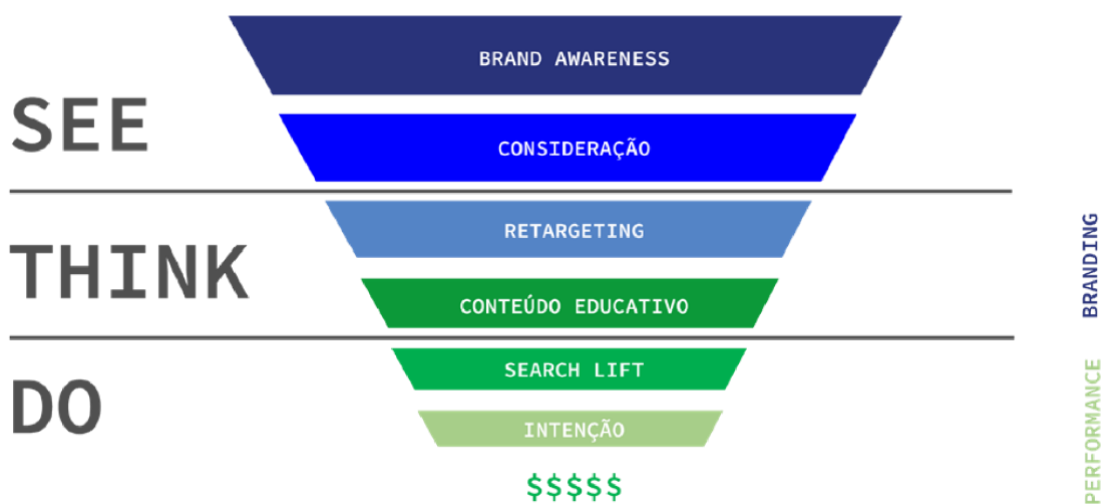 BRAND AWARENESS
SEE
CONSIDERAÇÃO
RETARGETING
THINK
CONTEÚDO EDUCATIVO
SEARCH LIFT
DO
INTENÇÃO
$$$$$
BRANDING
PERFORMANCE